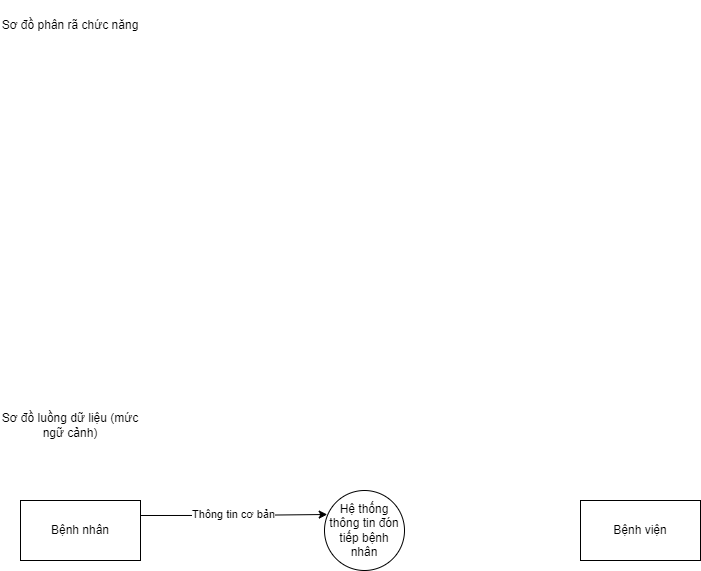 Sơ đồ phân rã chức năng
Sơ đồ luồng dữ liệu (mức
ngữ cảnh)
Bệnh nhân
Thông tin cơ bản
Hệ thống
thông tin đón
tiếp bệnh
nhân
Bệnh viện